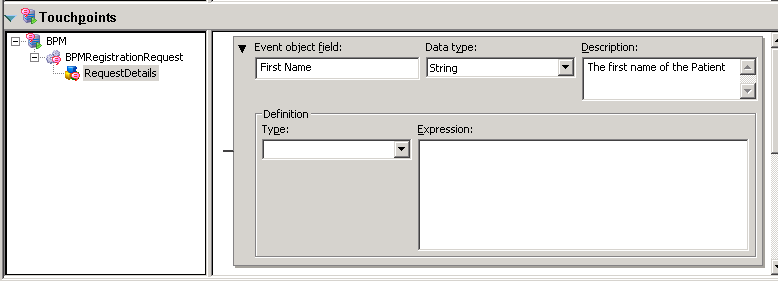 Touchpoints
BPM
BPMRegistrationRequest
RequestDetails
Event object field:
Data type:
Description:
First Name
String
The first name of the Patient
Definition
Type:
Expression: